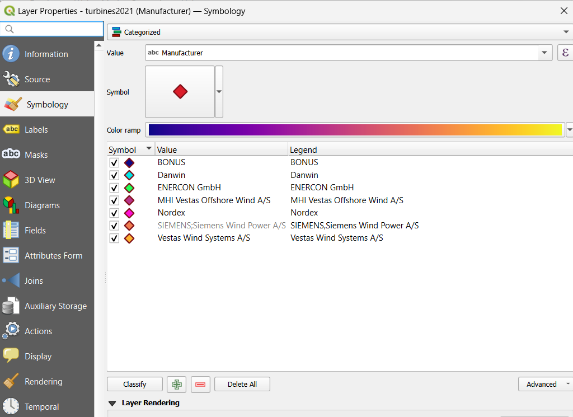 Layer Properties - turbines2021 (Manufacturer) — Symbology
Information
Source
Symbology
abc Labels
abc Masks
3D View
Diagrams
Fields
Attributes Form
Joins
Auxiliary Storage
Actions
Display
Rendering
Temporal
Categorized
Value abc Manufacturer ε
Symbol
Color ramp
Symbol Value Legend
BONUS BONUS
Danwin Danwin
ENERCON GmbH ENERCON GmbH
MHI Vestas Offshore Wind A/S MHI Vestas Offshore Wind A/S
Nordex Nordex
SIEMENS;Siemens Wind Power A/S SIEMENS;Siemens Wind Power A/S
Vestas Wind Systems A/S Vestas Wind Systems A/S
Classify Delete All Advanced
Layer Rendering